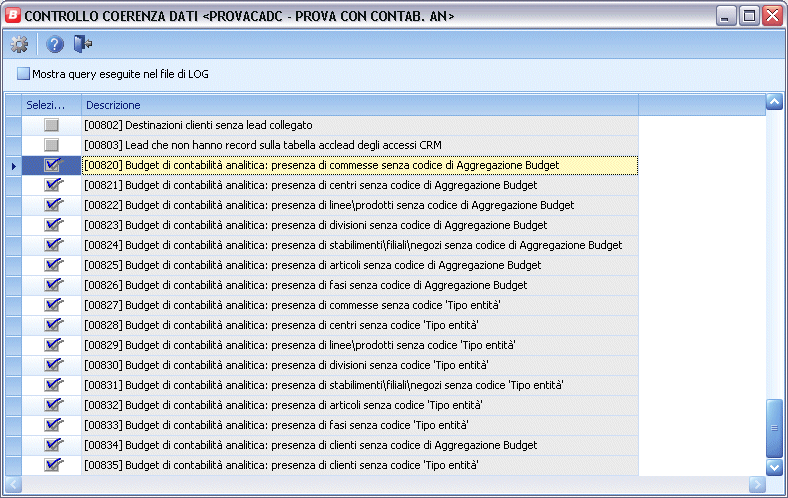 B CONTROLLO COERENZA DATI <PROVACADC - PROVA CON CONTAB. AN>
Mostra query eseguite nel file di LOG
Selezi... Descrizione
[00802] Destinazioni clienti senza lead collegato
[00803] Lead che non hanno record sulla tabella acclead degli accessi CRM
[00820] Budget di contabilità analitica: presenza di commesse senza codice di Aggregazione Budget
[00821] Budget di contabilità analitica: presenza di centri senza codice di Aggregazione Budget
[00822] Budget di contabilità analitica: presenza di linee\prodotti senza codice di Aggregazione Budget
[00823] Budget di contabilità analitica: presenza di divisioni senza codice di Aggregazione Budget
[00824] Budget di contabilità analitica: presenza di stabilimenti\filiali\negozi senza codice di Aggregazione Budget
[00825] Budget di contabilità analitica: presenza di articoli senza codice di Aggregazione Budget
[00826] Budget di contabilità analitica: presenza di fasi senza codice di Aggregazione Budget
[00827] Budget di contabilità analitica: presenza di commesse senza codice 'Tipo entità'
[00828] Budget di contabilità analitica: presenza di centri senza codice 'Tipo entità'
[00829] Budget di contabilità analitica: presenza di linee\prodotti senza codice 'Tipo entità'
[00830] Budget di contabilità analitica: presenza di divisioni senza codice 'Tipo entità'
[00831] Budget di contabilità analitica: presenza di stabilimenti\filiali\negozi senza codice 'Tipo entità'
[00832] Budget di contabilità analitica: presenza di articoli senza codice 'Tipo entità'
[00833] Budget di contabilità analitica: presenza di fasi senza codice 'Tipo entità'
[00834] Budget di contabilità analitica: presenza di clienti senza codice di Aggregazione Budget
[00835] Budget di contabilità analitica: presenza di clienti senza codice 'Tipo entità'